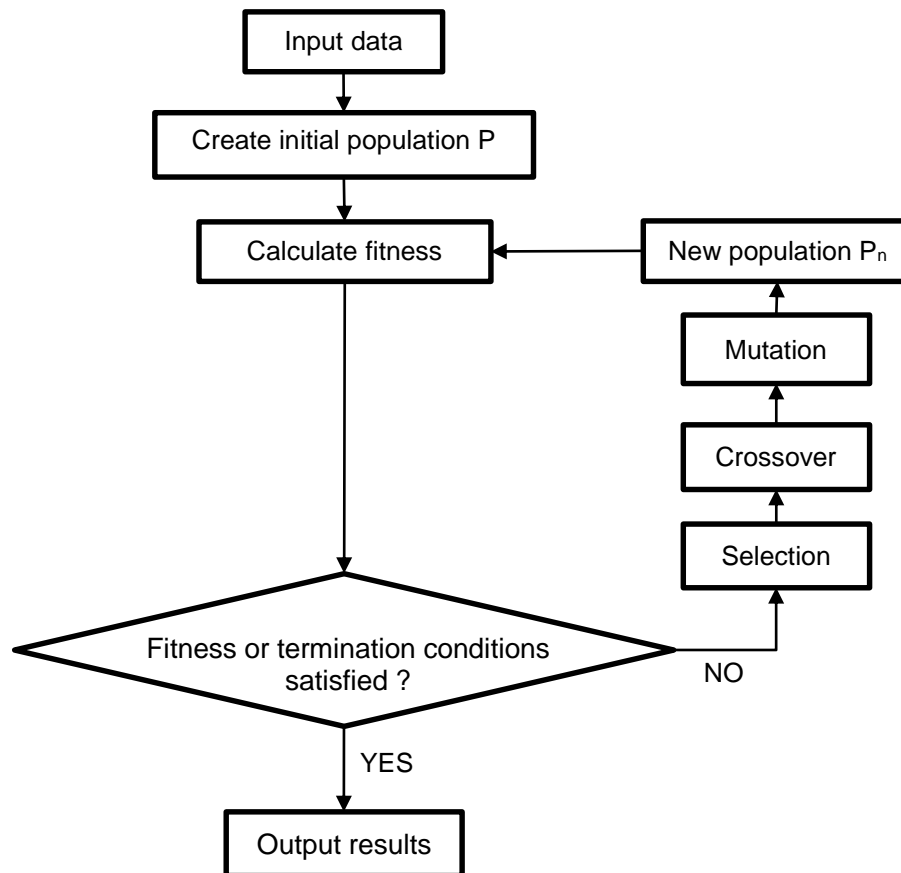 Input data
Create initial population P
Calculate fitness
New population Pₙ
Mutation
Crossover
Selection
Fitness or termination conditions
satisfied ?
NO
YES
Output results